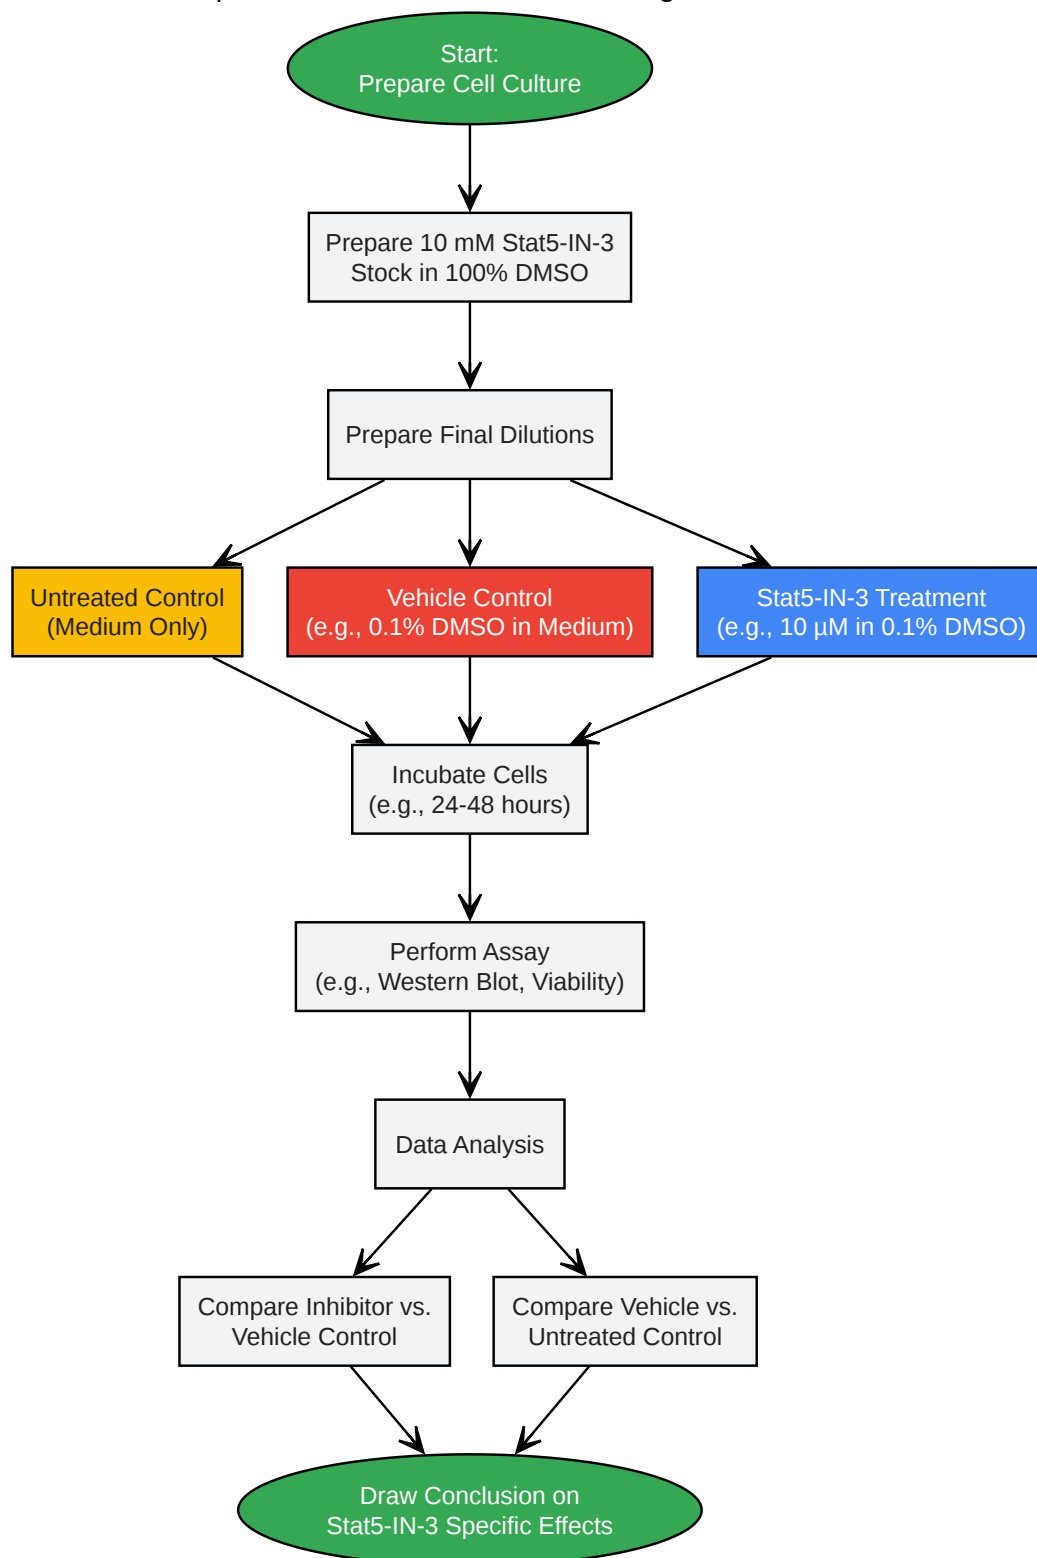 Start:
Prepare Cell Culture
Prepare 10 mM Stat5-IN-3
Stock in 100% DMSO
Prepare Final Dilutions
Untreated Control
(Medium Only)
Vehicle Control
(e.g., 0.1% DMSO in Medium)
Stat5-IN-3 Treatment
(e.g., 10 µM in 0.1% DMSO)
Incubate Cells
(e.g., 24-48 hours)
Perform Assay
(e.g., Western Blot, Viability)
Data Analysis
Compare Inhibitor vs.
Vehicle Control
Compare Vehicle vs.
Untreated Control
Draw Conclusion on
Stat5-IN-3 Specific Effects